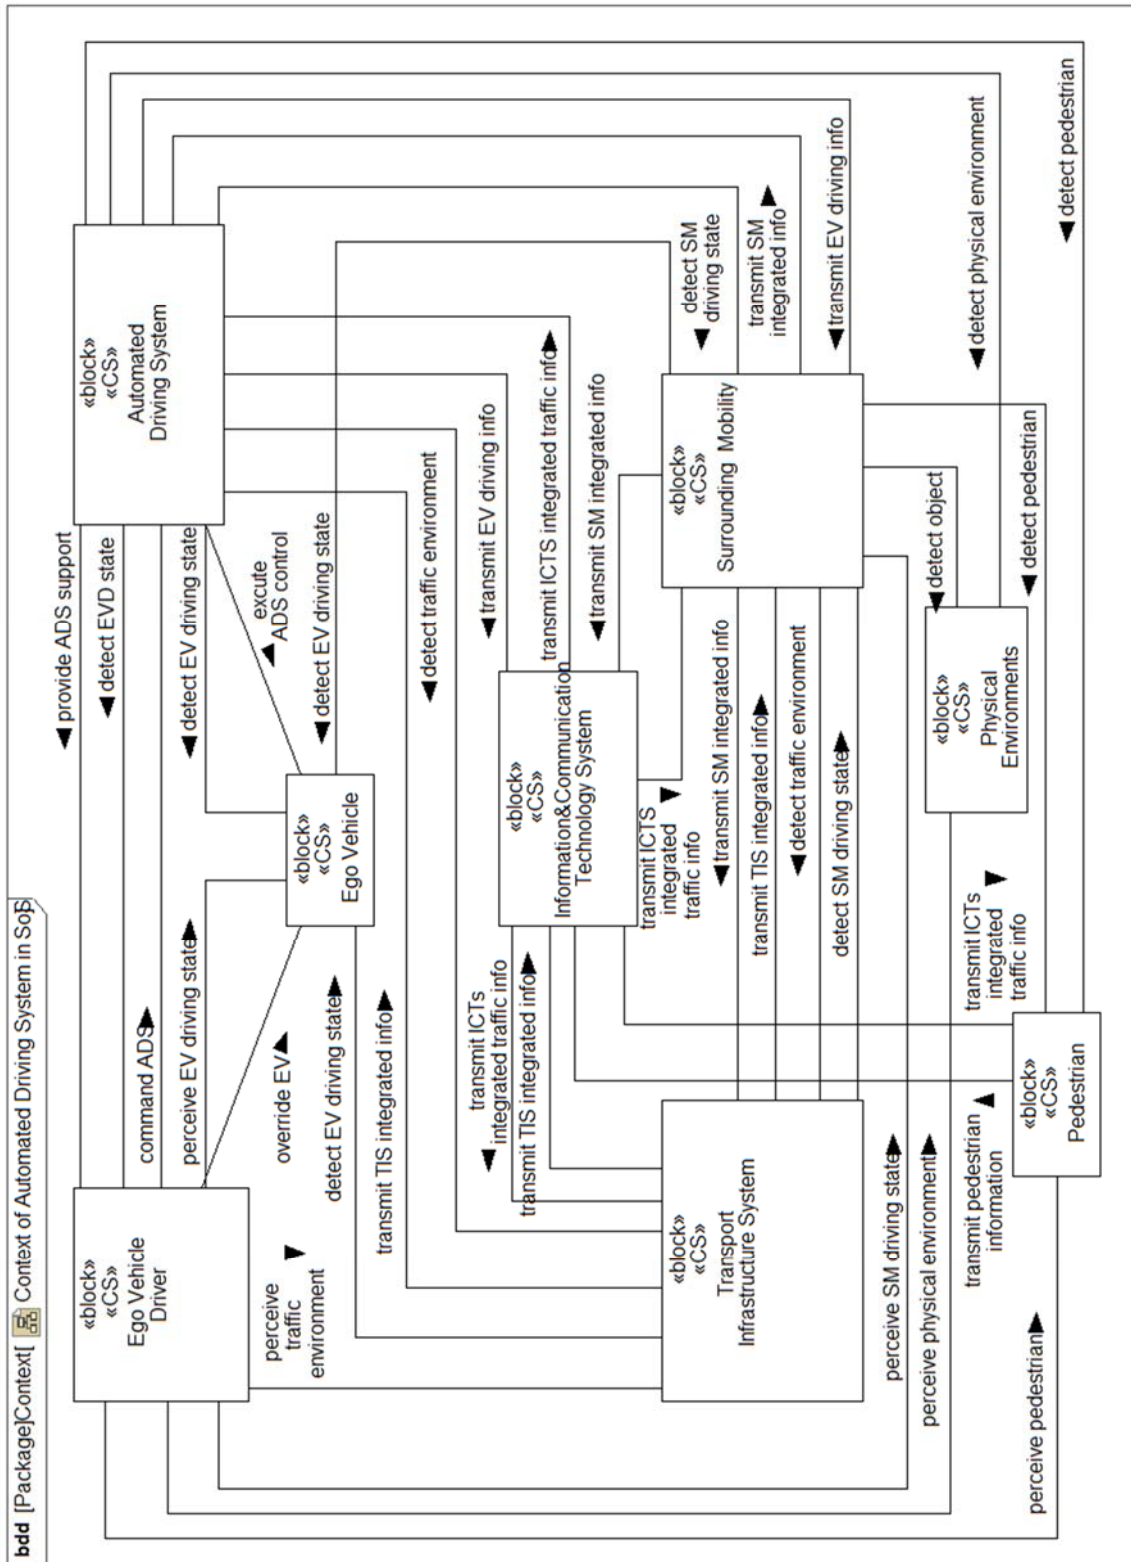 bdd [Package]Context[ Context of Automated Driving System in SoS
«block»
«CS»
Ego Vehicle
Driver
provide ADS support
detect EVD state
command ADS
detect EV driving state
perceive EV driving state
excute
ADS control
override EV
«block»
«CS»
Automated
Driving System
«block»
«CS»
Ego Vehicle
perceive
traffic
environment
detect EV driving state
detect EV driving state
transmit TIS integrated info
detect traffic environment
transmit EV driving info
transmit ICTs
integrated traffic info
transmit TIS integrated info
«block»
«CS»
Information&Communication
Technology System
transmit ICTS integrated traffic info
transmit SM integrated info
detect SM
driving state
transmit SM
integrated info
transmit EV driving info
transmit ICTS
integrated
traffic info
«block»
«CS»
Transport
Infrastructure System
transmit SM integrated info
transmit TIS integrated info
detect traffic environment
detect SM driving state
«block»
«CS»
Surrounding Mobility
perceive SM driving state
perceive physical environment
detect object
detect physical environment
«block»
«CS»
Physical
Environments
transmit pedestrian
information
transmit ICTs
integrated
traffic info
detect pedestrian
detect pedestrian
perceive pedestrian
«block»
«CS»
Pedestrian